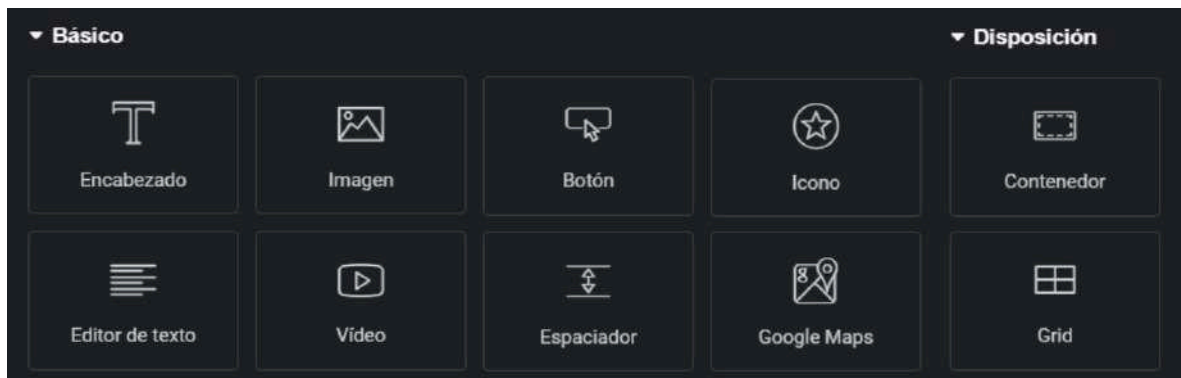 Básico
Disposición
Encabezado
Imagen
Botón
Icono
Contenedor
Editor de texto
Vídeo
Espaciador
Google Maps
Grid